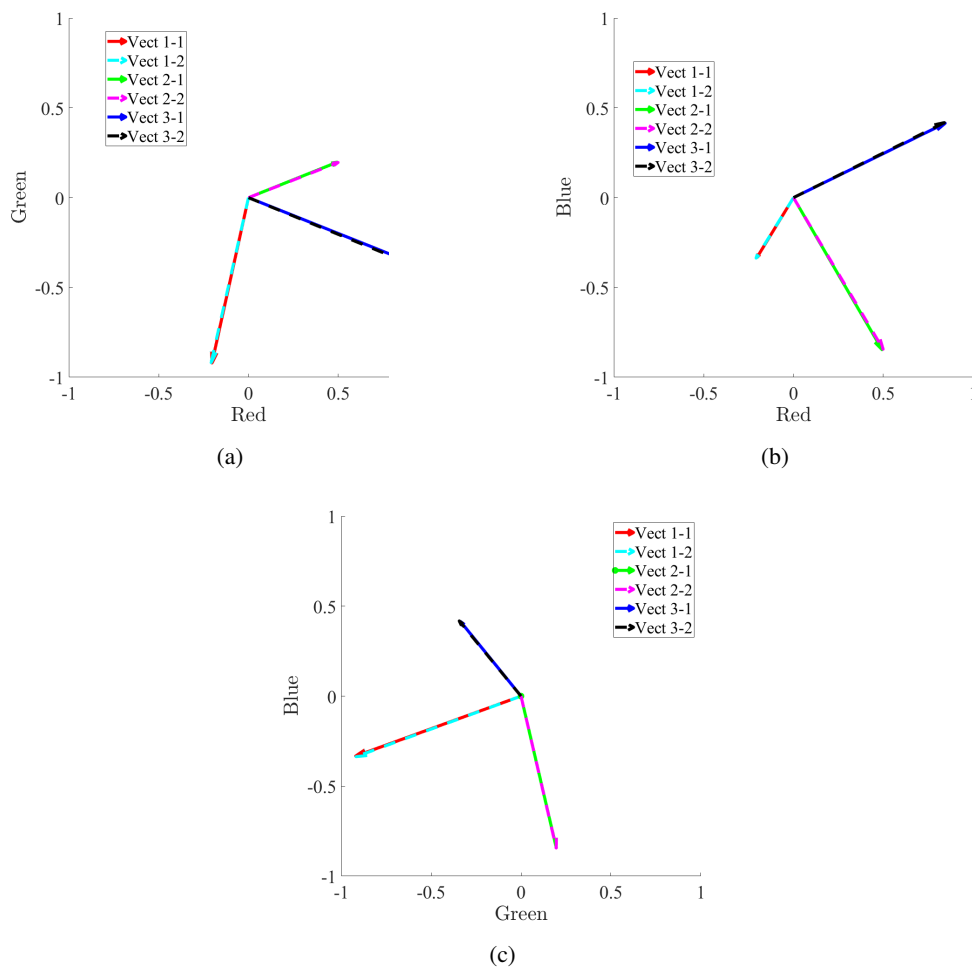 1
0.5
0
-0.5
-1
Green
-1
-0.5
0
0.5
Red
Vect 1-1
Vect 1-2
Vect 2-1
Vect 2-2
Vect 3-1
Vect 3-2
(a)
1
0.5
0
-0.5
-1
Blue
-1
-0.5
0
0.5
Red
Vect 1-1
Vect 1-2
Vect 2-1
Vect 2-2
Vect 3-1
Vect 3-2
(b)
1
0.5
0
-0.5
-1
Blue
-1
-0.5
0
0.5
1
Green
Vect 1-1
Vect 1-2
Vect 2-1
Vect 2-2
Vect 3-1
Vect 3-2
(c)